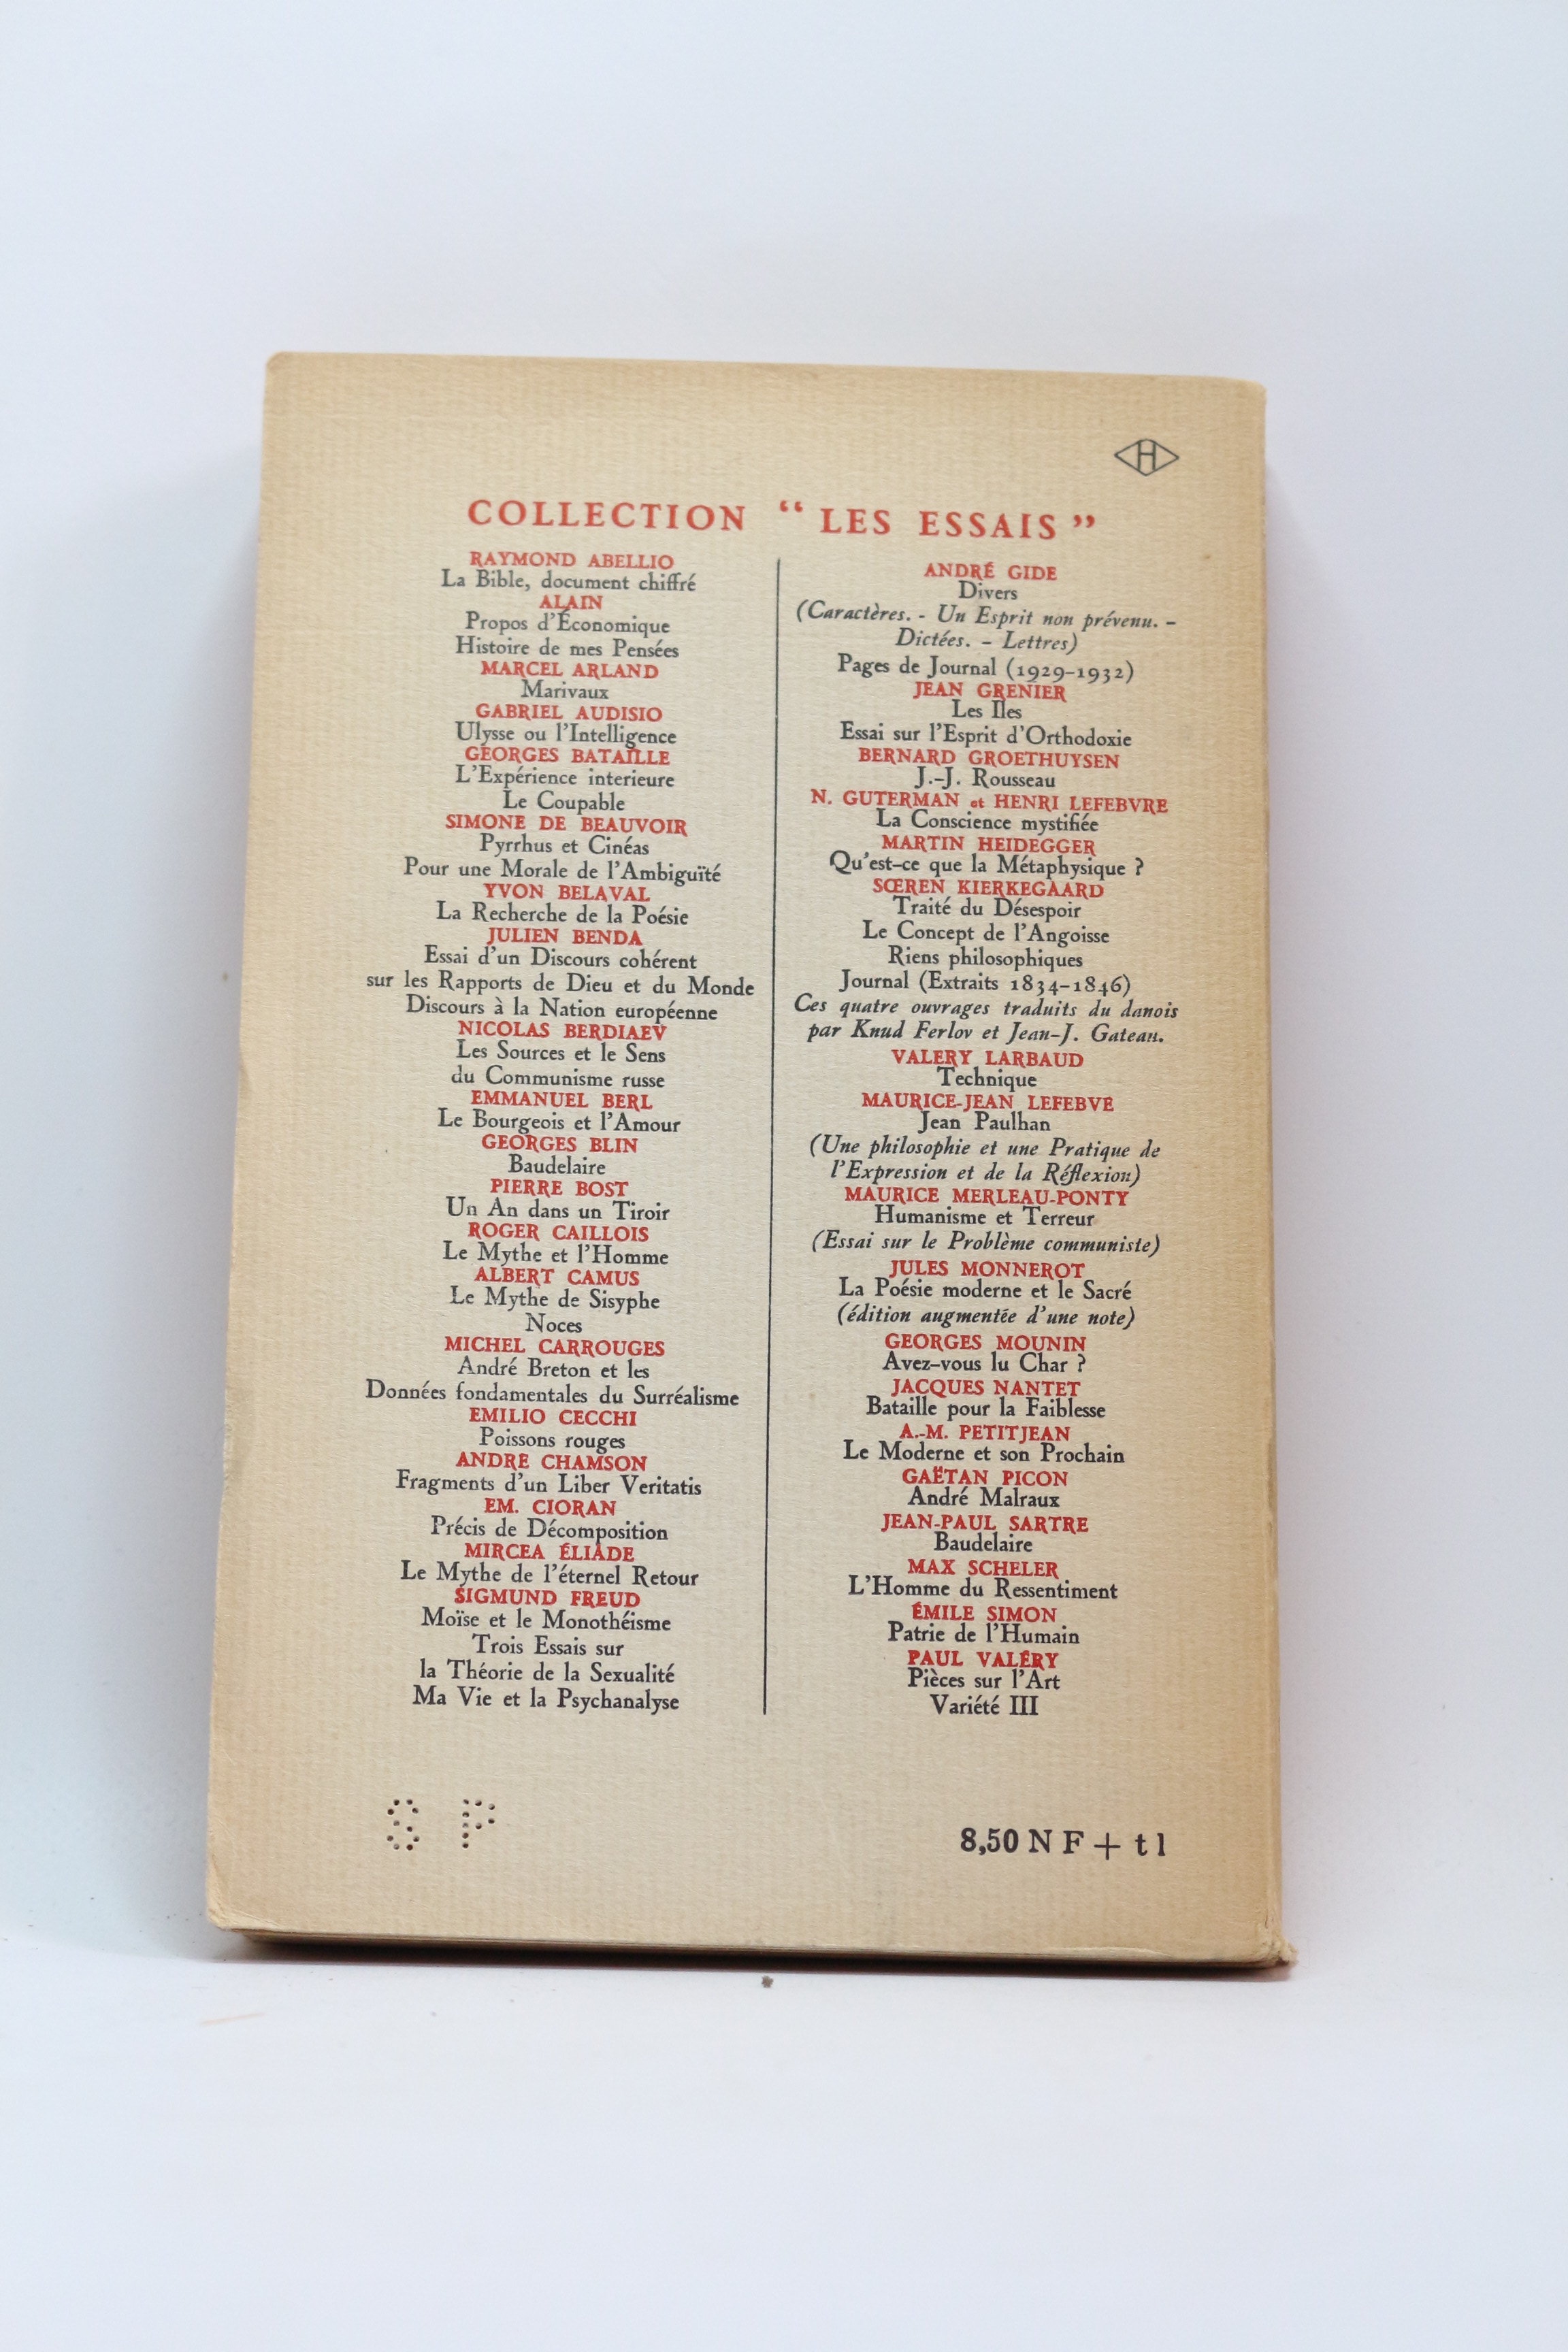 H
COLLECTION “ LES ESSAIS ”
RAYMOND ABELLIO
La Bible, document chiffré
ALAIN
Propos d'Économique
Histoire de mes Pensées
MARCEL ARLAND
Marivaux
GABRIEL AUDISIO
Ulysse ou l'Intelligence
GEORGES BATAILLE
L'Expérience interieure
Le Coupable
SIMONE DE BEAUVOIR
Pyrrhus et Cinéas
Pour une Morale de l'Ambiguïté
YVON BELAVAL
La Recherche de la Poésie
JULIEN BENDA
Essai d'un Discours cohérent
sur les Rapports de Dieu et du Monde
Discours à la Nation européenne
NICOLAS BERDIAEV
Les Sources et le Sens
du Communisme russe
EMMANUEL BERL
Le Bourgeois et l'Amour
GEORGES BLIN
Baudelaire
PIERRE BOST
Un An dans un Tiroir
ROGER CAILLOIS
Le Mythe et l'Homme
ALBERT CAMUS
Le Mythe de Sisyphe
Noces
MICHEL CARROUGES
André Breton et les
Données fondamentales du Surréalisme
EMILIO CECCHI
Poissons rouges
ANDRÉ CHAMSON
Fragments d'un Liber Veritatis
EM. CIORAN
Précis de Décomposition
MIRCEA ÉLIADE
Le Mythe de l'éternel Retour
SIGMUND FREUD
Moïse et le Monothéisme
Trois Essais sur
la Théorie de la Sexualité
Ma Vie et la Psychanalyse
ANDRÉ GIDE
Divers
(Caractères. - Un Esprit non prévenu. –
Dictées. – Lettres)
Pages de Journal (1929–1932)
JEAN GRENIER
Les Iles
Essai sur l'Esprit d'Orthodoxie
BERNARD GROETHUYSEN
J.-J. Rousseau
N. GUTERMAN et HENRI LEFEBVRE
La Conscience mystifiée
MARTIN HEIDEGGER
Qu'est-ce que la Métaphysique ?
SŒREN KIERKEGAARD
Traité du Désespoir
Le Concept de l'Angoisse
Riens philosophiques
Journal (Extraits 1834–1846)
Ces quatre ouvrages traduits du danois
par Knud Ferlov et Jean-J. Gateau.
VALERY LARBAUD
Technique
MAURICE-JEAN LEFEBVE
Jean Paulhan
(Une philosophie et une Pratique de
l'Expression et de la Réflexion)
MAURICE MERLEAU-PONTY
Humanisme et Terreur
(Essai sur le Problème communiste)
JULES MONNEROT
La Poésie moderne et le Sacré
(édition augmentée d'une note)
GEORGES MOUNIN
Avez-vous lu Char ?
JACQUES NANTET
Bataille pour la Faiblesse
A.-M. PETITJEAN
Le Moderne et son Prochain
GAËTAN PICON
André Malraux
JEAN-PAUL SARTRE
Baudelaire
MAX SCHELER
L'Homme du Ressentiment
ÉMILE SIMON
Patrie de l'Humain
PAUL VALÉRY
Pièces sur l'Art
Variété III
S P
8,50 N F + t l